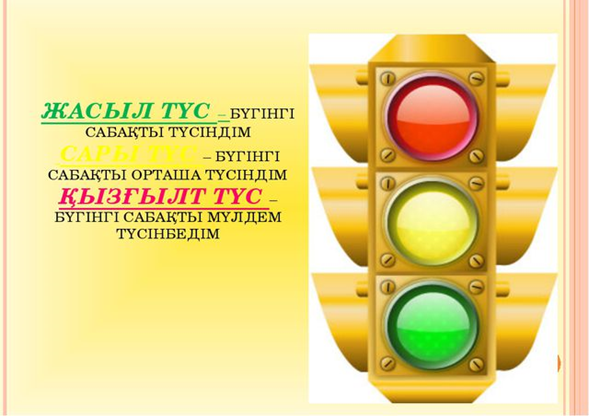 ЖАСЫЛ ТҮС – БҮГІНГІ
САБАҚТЫ ТҮСІНДІМ
САРЫ ТҮС – БҮГІНГІ
САБАҚТЫ ОРТАША ТҮСІНДІМ
ҚЫЗҒЫЛТ ТҮС –
БҮГІНГІ САБАҚТЫ МҮЛДЕМ
ТҮСІНБЕДІМ